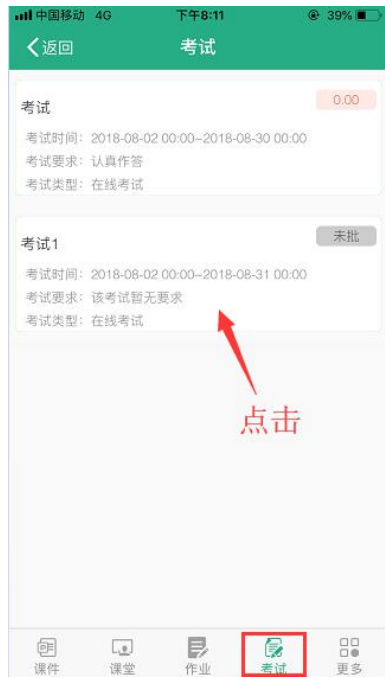 中国移动 4G 下午8:11 39%
返回 考试
考试 0.00
考试时间：2018-08-02 00:00~2018-08-30 00:00
考试要求：认真作答
考试类型：在线考试
考试1 未批
考试时间：2018-08-02 00:00~2018-08-31 00:00
考试要求：该考试暂无要求
考试类型：在线考试
点击
课件 课堂 作业 考试 更多